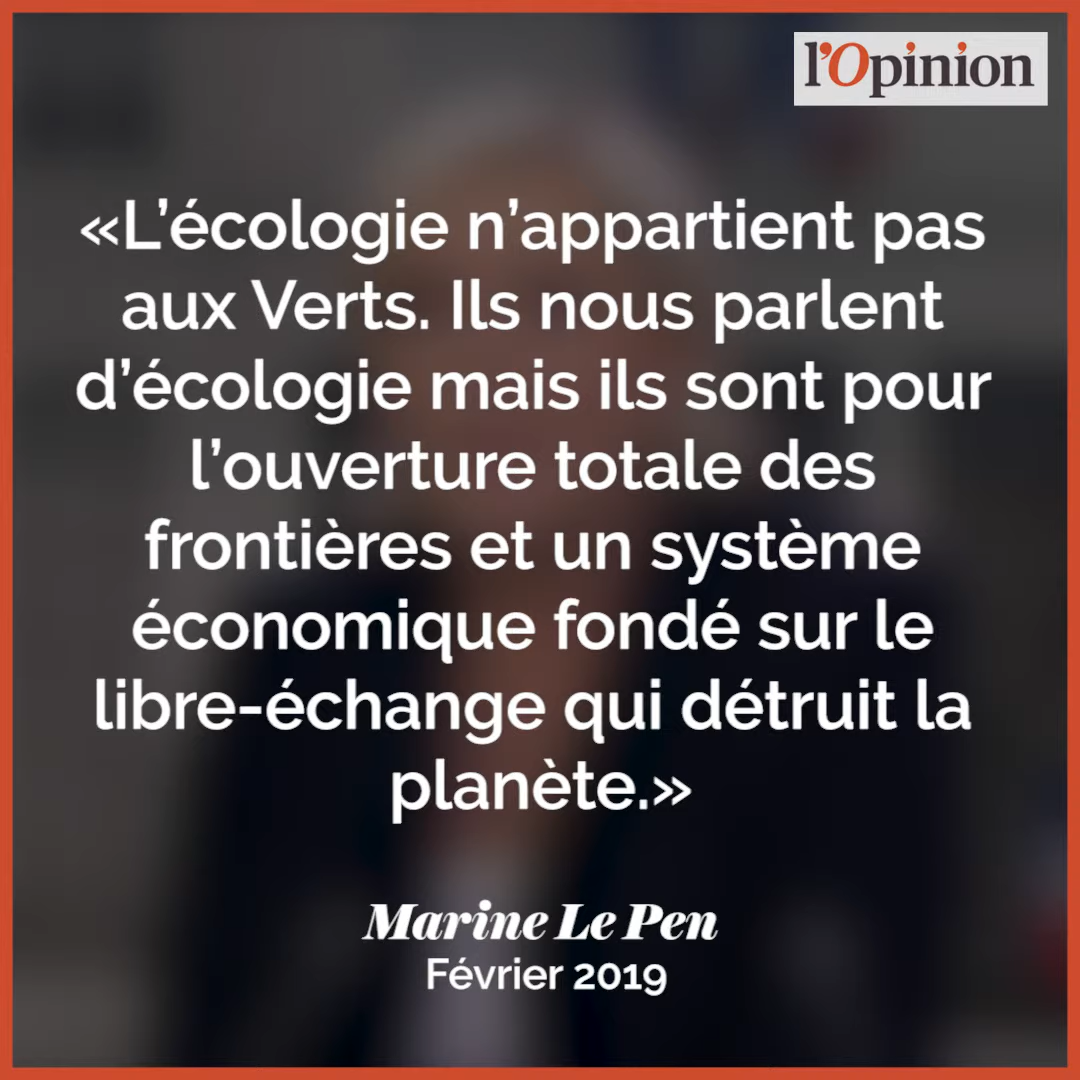 l'Opinion
«L'écologie n'appartient pas
aux Verts. Ils nous parlent
d'écologie mais ils sont pour
l'ouverture totale des
frontières et un système
économique fondé sur le
libre-échange qui détruit la
planète.»
Marine Le Pen
Février 2019